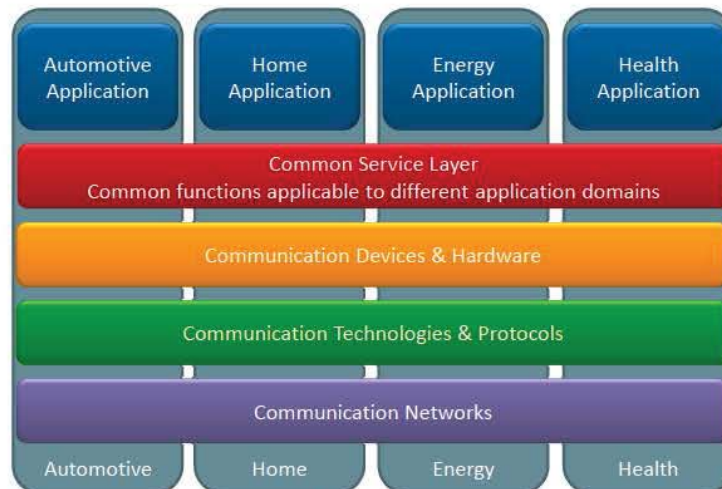 Automotive
Application
Home
Application
Energy
Application
Health
Application
Common Service Layer
Common functions applicable to different application domains
Communication Devices & Hardware
Communication Technologies & Protocols
Communication Networks
Automotive
Home
Energy
Health